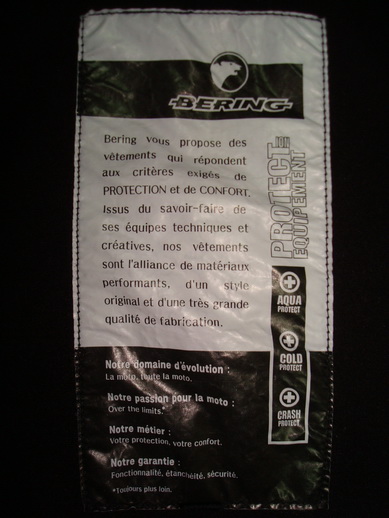 BERING
Bering vous propose des
vêtements qui répondent
aux critères exigés de
PROTECTION et de CONFORT.
Issus du savoir-faire de
ses équipes techniques et
créatives, nos vêtements
sont l'alliance de matériaux
performants, d'un style
original et d'une très grande
qualité de fabrication.
PROTECTION
EQUIPEMENT
AQUA
PROTECT
COLD
PROTECT
CRASH
PROTECT
Notre domaine d'évolution :
La moto, toute la moto.
Notre passion pour la moto :
Over the limits.*
Notre métier :
Votre protection, votre confort.
Notre garantie :
Fonctionnalité, étanchéité, sécurité.
*Toujours plus loin.